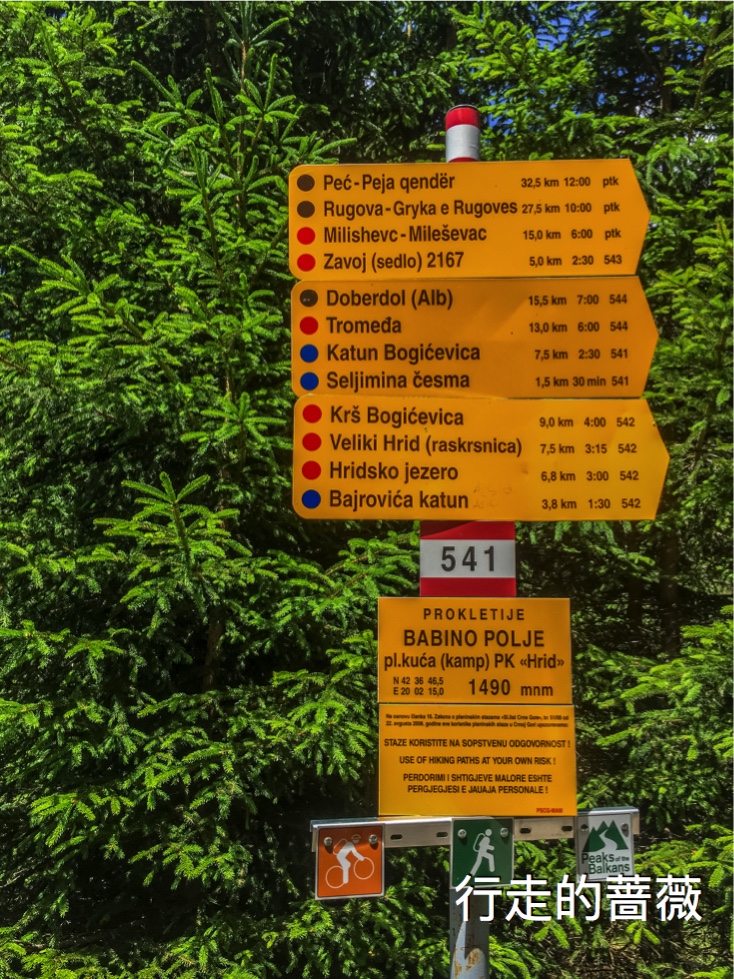 Peć-Peja qendër 32,5 km 12:00 ptk
Rugova-Gryka e Rugoves 27,5 km 10:00 ptk
Milishevc-Mileševac 15,0 km 6:00 ptk
Zavoj (sedlo) 2167 5,0 km 2:30 543
Doberdol (Alb) 15,5 km 7:00 544
Tromeđa 13,0 km 6:00 544
Katun Bogićevica 7,5 km 2:30 541
Seljimina česma 1,5 km 30 min 541
Krš Bogićevica 9,0 km 4:00 542
Veliki Hrid (raskrsnica) 7,5 km 3:15 542
Hridsko jezero 6,8 km 3:00 542
Bajrovića katun 3,8 km 1:30 542
541
PROKLETIJE
BABINO POLJE
pl.kuća (kamp) PK «Hrid»
N 42 36 46,5
E 20 02 15,0 1490 mnm
STAZE KORISTITE NA SOPSTVENU ODGOVORNOST !
USE OF HIKING PATHS AT YOUR OWN RISK !
PERDORIMI I SHTIGJEVE MALORE ESHTE
PERGJEGJESI E JAUAJA PERSONALE !
Peaks of the
Balkans
行走的蔷薇